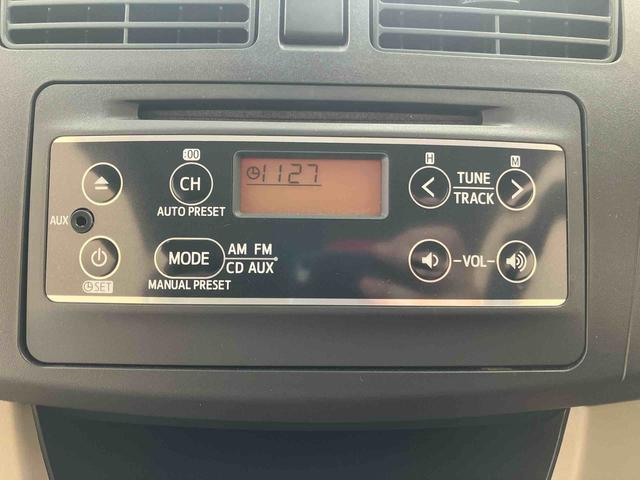 :00
CH
AUTO PRESET
1127
H
M
TUNE
TRACK
AUX
MODE
AM FM
CD AUX
MANUAL PRESET
SET
-VOL-